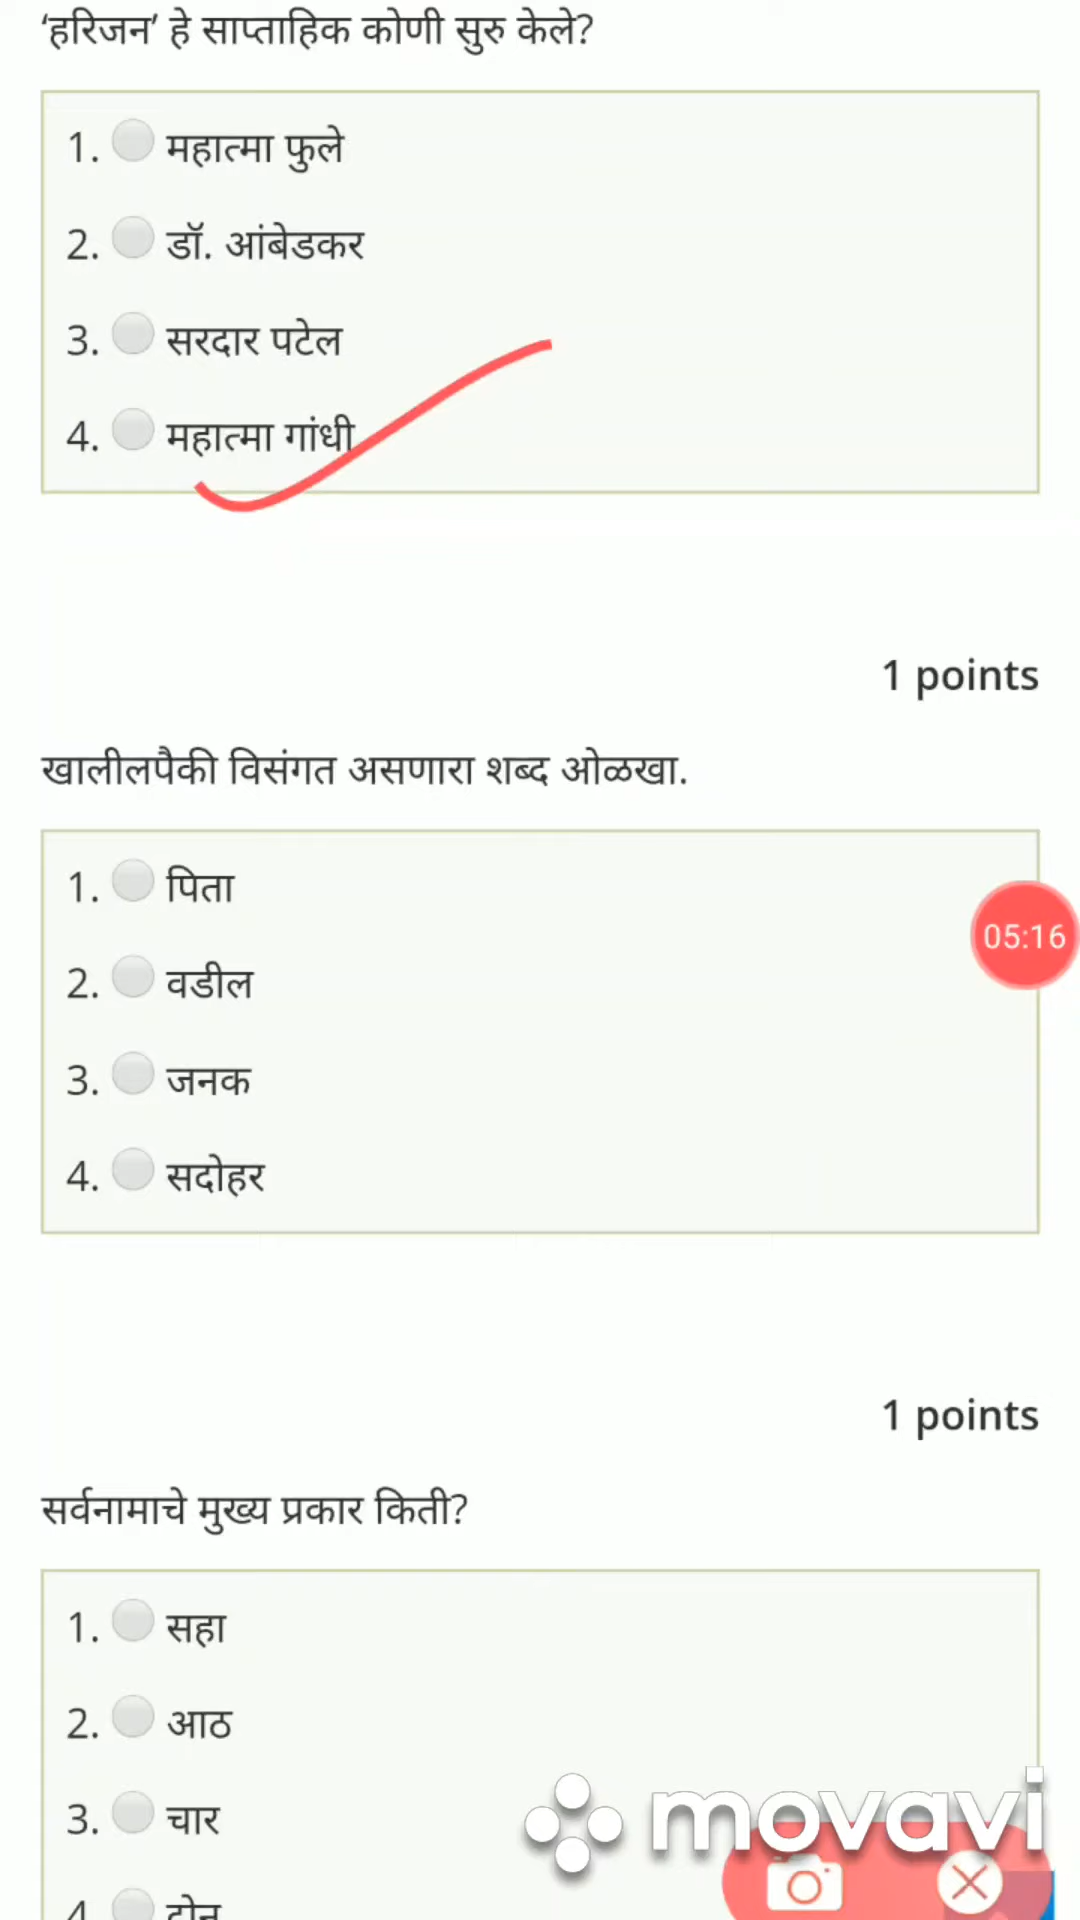 ‘हरिजन’ हे साप्ताहिक कोणी सुरु केले?
1. महात्मा फुले
2. डॉ. आंबेडकर
3. सरदार पटेल
4. महात्मा गांधी
1 points
खालीलपैकी विसंगत असणारा शब्द ओळखा.
1. पिता
2. वडील
05:16
3. जनक
4. सदोहर
1 points
सर्वनामाचे मुख्य प्रकार किती?
1. सहा
2. आठ
3. चार
movavi
4. दोन